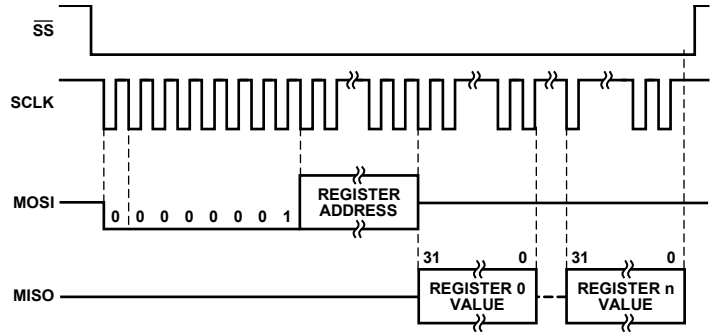 SS
SCLK
MOSI
0 0 0 0 0 0 0 1
REGISTER
ADDRESS
31 0 31 0
MISO
REGISTER 0
VALUE
REGISTER n
VALUE